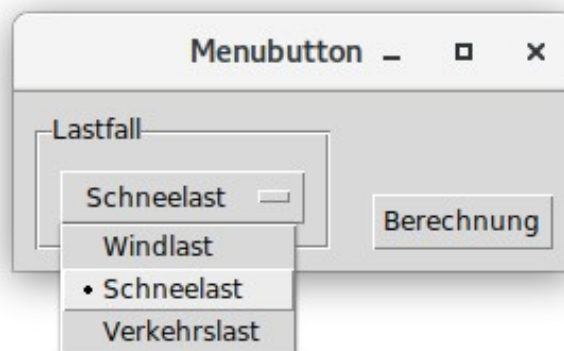 Menubutton
Lastfall
Schneelast
Berechnung
Windlast
• Schneelast
Verkehrslast